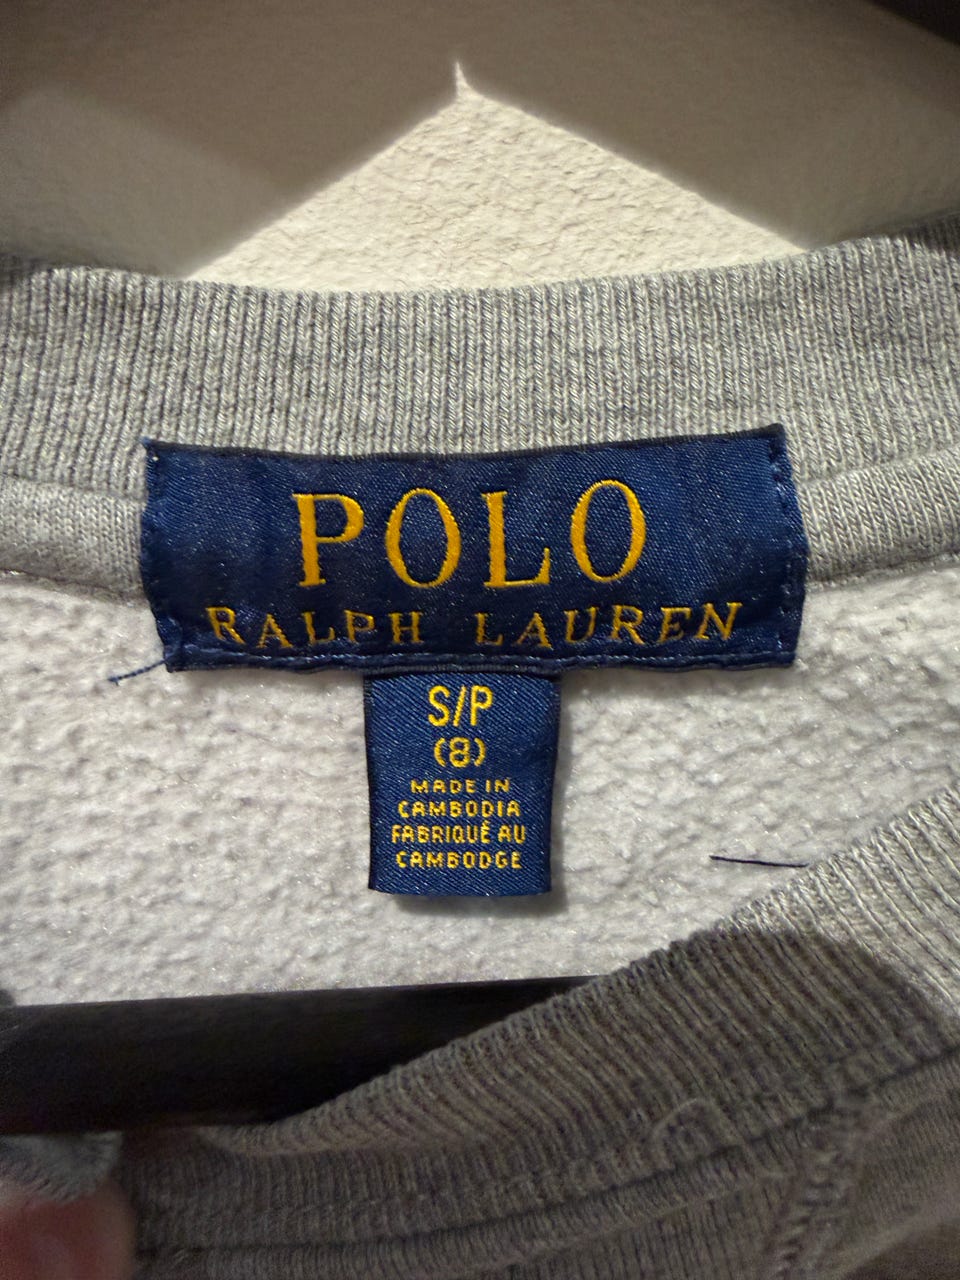 POLO
RALPH LAUREN
S/P
(8)
MADE IN
CAMBODIA
FABRIQUÉ AU
CAMBODGE